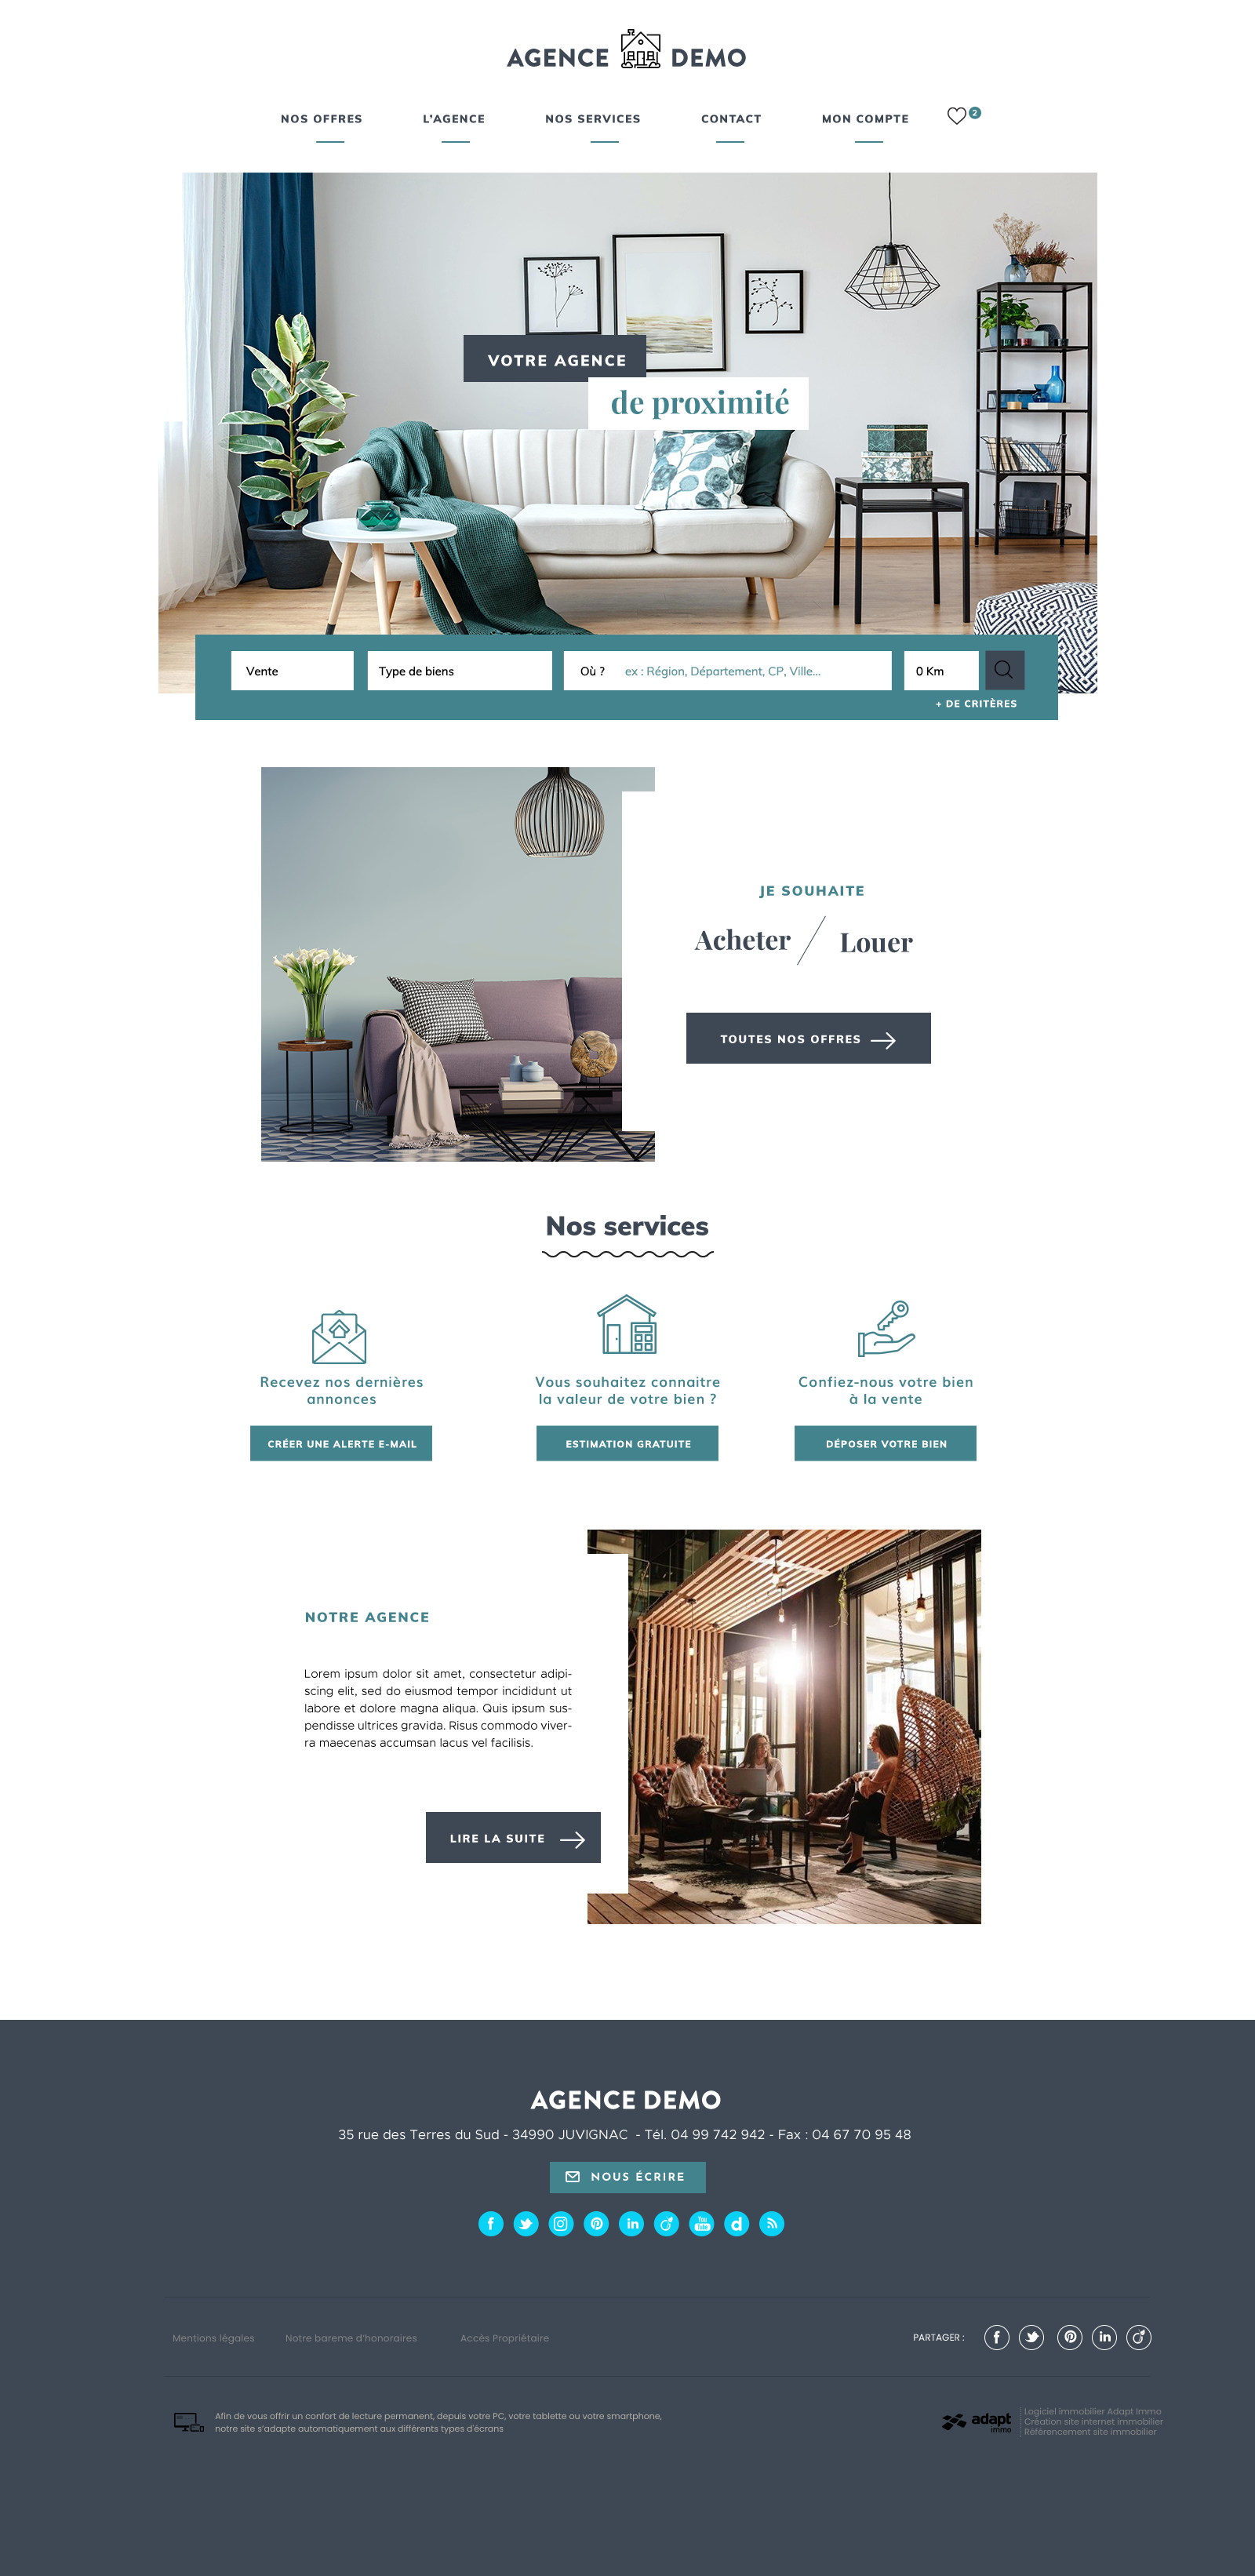 AGENCE DEMO
NOS OFFRES L'AGENCE NOS SERVICES CONTACT MON COMPTE 2
VOTRE AGENCE
de proximité
Vente Type de biens Où ? ex : Région, Département, CP, Ville... 0 Km
+ DE CRITÈRES
JE SOUHAITE
Acheter / Louer
TOUTES NOS OFFRES
Nos services
Recevez nos dernières
annonces
CRÉER UNE ALERTE E-MAIL
Vous souhaitez connaitre
la valeur de votre bien ?
ESTIMATION GRATUITE
Confiez-nous votre bien
à la vente
DÉPOSER VOTRE BIEN
NOTRE AGENCE
Lorem ipsum dolor sit amet, consectetur adipi-
scing elit, sed do eiusmod tempor incididunt ut
labore et dolore magna aliqua. Quis ipsum sus-
pendisse ultrices gravida. Risus commodo viver-
ra maecenas accumsan lacus vel facilisis.
LIRE LA SUITE
AGENCE DEMO
35 rue des Terres du Sud - 34990 JUVIGNAC - Tél. 04 99 742 942 - Fax : 04 67 70 95 48
NOUS ÉCRIRE
Mentions légales Notre bareme d'honoraires Accès Propriétaire PARTAGER :
Afin de vous offrir un confort de lecture permanent, depuis votre PC, votre tablette ou votre smartphone,
notre site s'adapte automatiquement aux différents types d'écrans
adapt
immo
Logiciel immobilier Adapt Immo
Création site internet immobilier
Référencement site immobilier